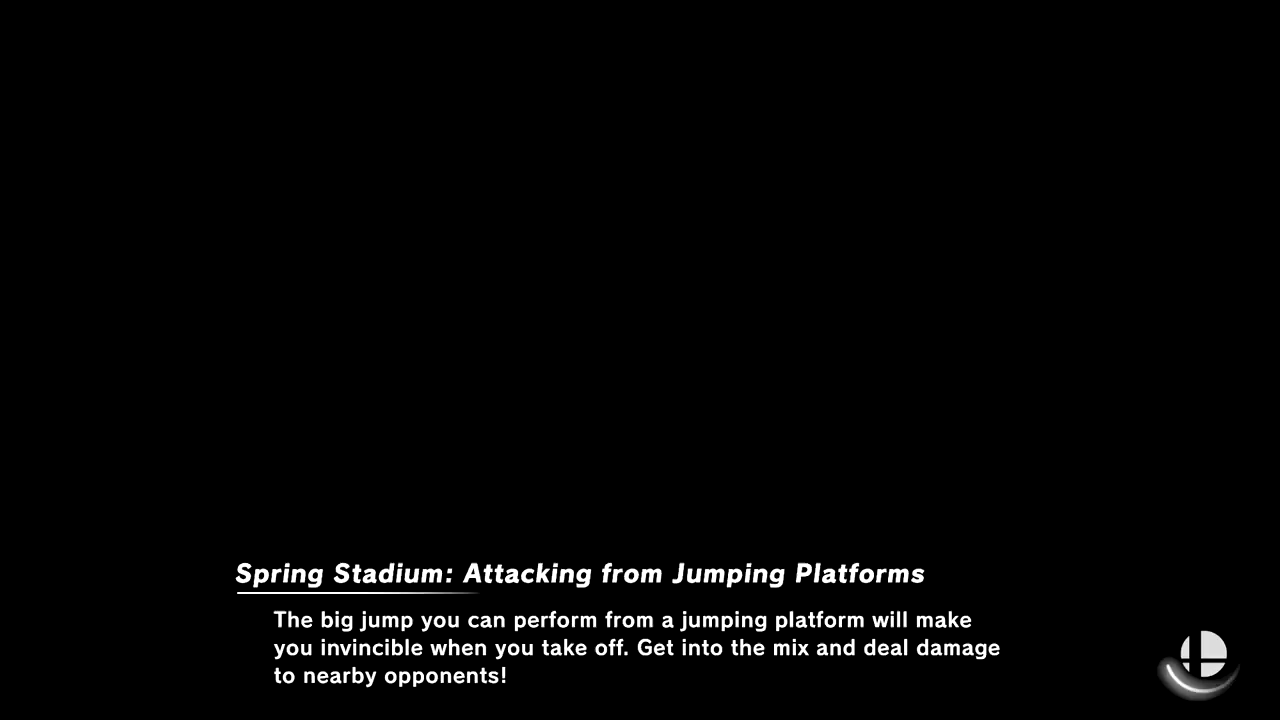 Spring Stadium: Attacking from Jumping Platforms
The big jump you can perform from a jumping platform will make
you invincible when you take off. Get into the mix and deal damage
to nearby opponents!